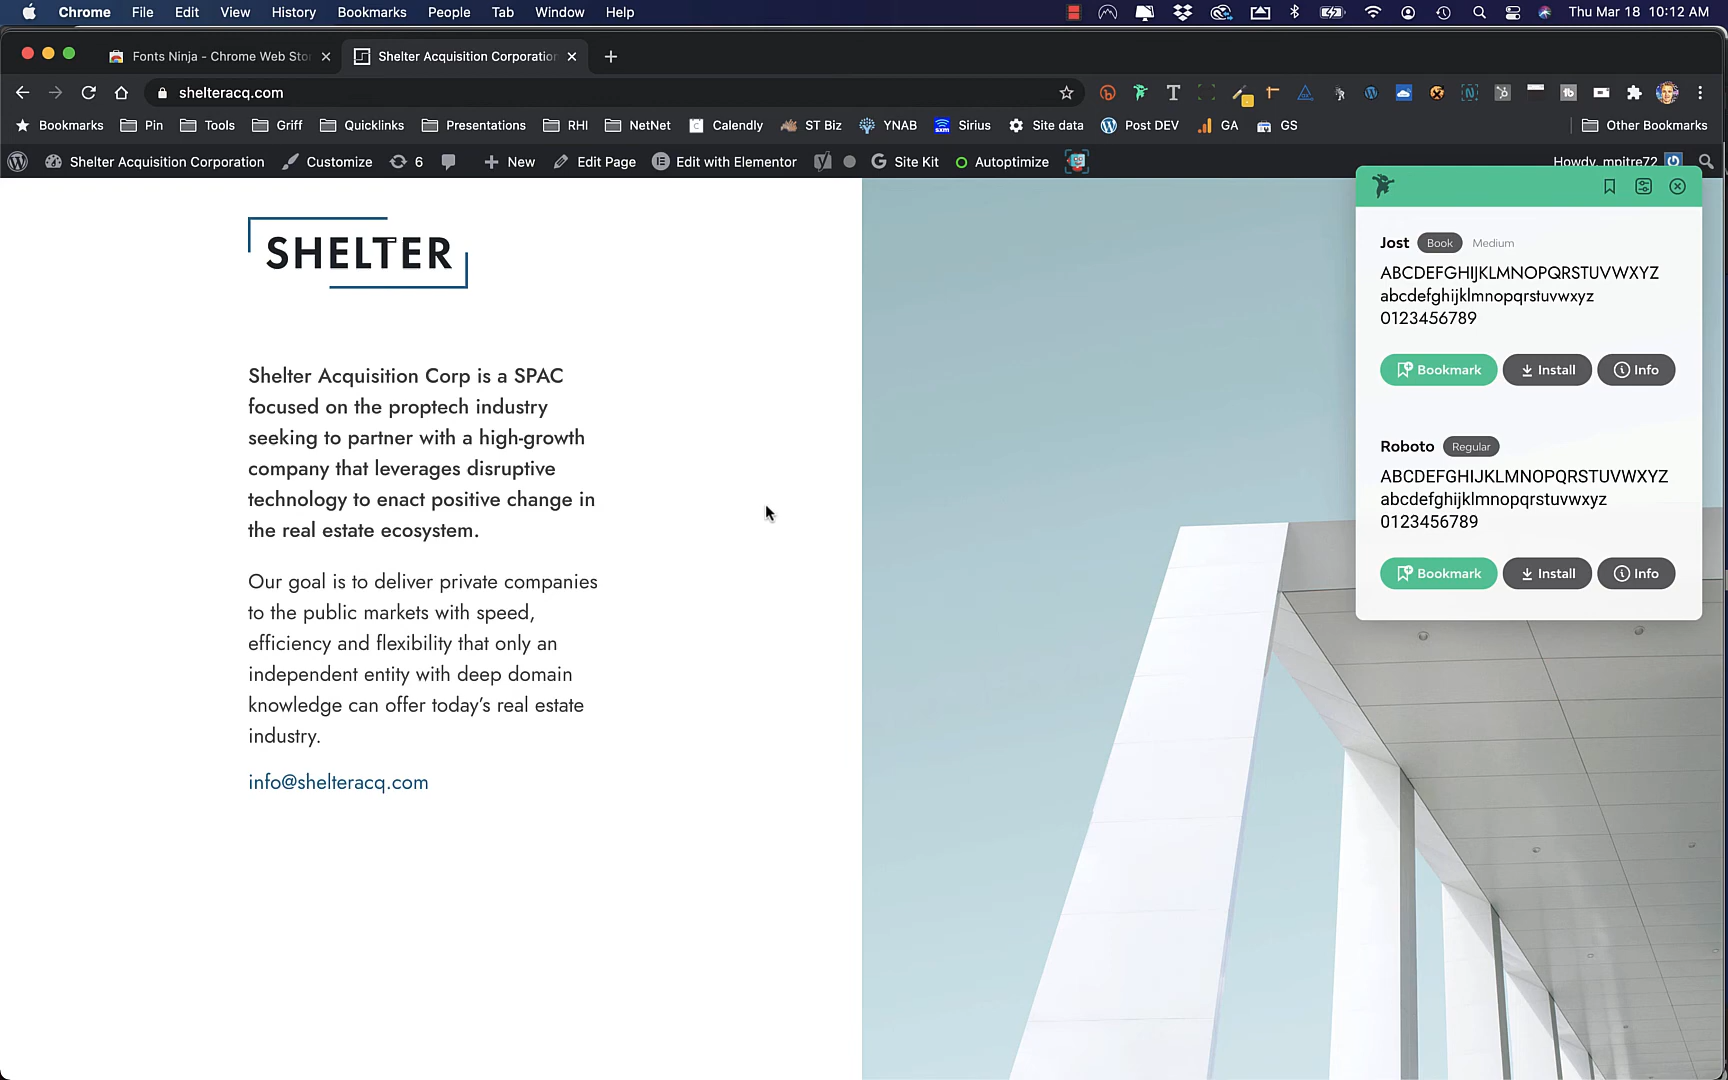 Chrome File Edit View History Bookmarks People Tab Window Help Thu Mar 18 10:12 AM
Fonts Ninja - Chrome Web Sto Shelter Acquisition Corporatio
shelteracq.com
Bookmarks Pin Tools Griff Quicklinks Presentations RHI NetNet Calendly ST Biz YNAB Sirius Site data Post DEV GA GS Other Bookmarks
Shelter Acquisition Corporation Customize 6 New Edit Page Edit with Elementor Site Kit Autoptimize Howdy, mpitre72
SHELTER
Shelter Acquisition Corp is a SPAC
focused on the proptech industry
seeking to partner with a high-growth
company that leverages disruptive
technology to enact positive change in
the real estate ecosystem.
Our goal is to deliver private companies
to the public markets with speed,
efficiency and flexibility that only an
independent entity with deep domain
knowledge can offer today’s real estate
industry.
info@shelteracq.com
Jost Book Medium
ABCDEFGHIJKLMNOPQRSTUVWXYZ
abcdefghijklmnopqrstuvwxyz
0123456789
Bookmark Install Info
Roboto Regular
ABCDEFGHIJKLMNOPQRSTUVWXYZ
abcdefghijklmnopqrstuvwxyz
0123456789
Bookmark Install Info